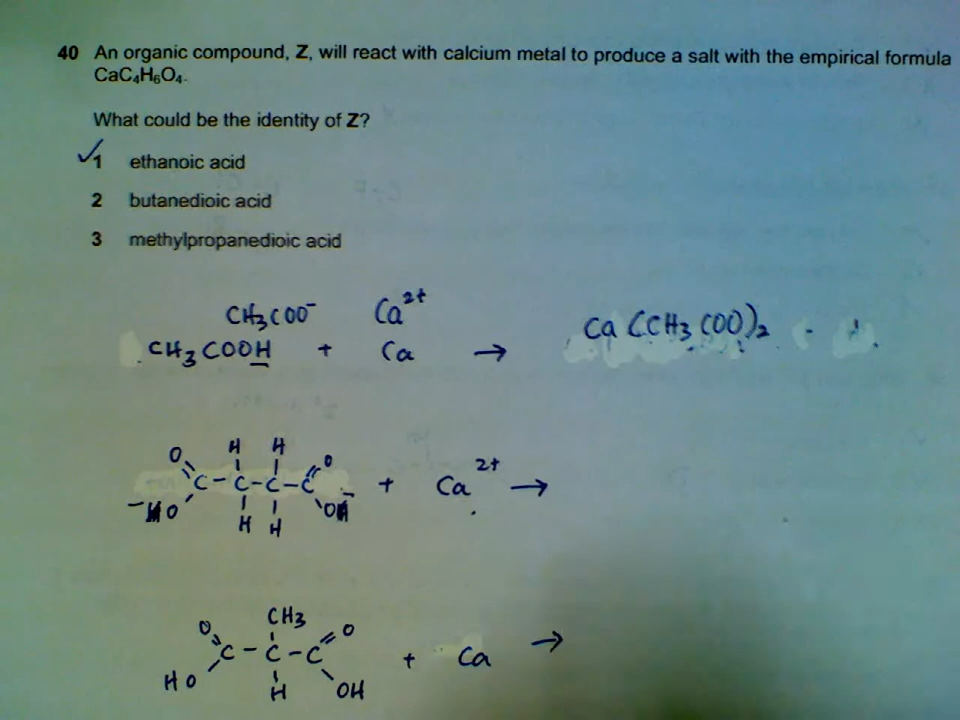 40 An organic compound, Z, will react with calcium metal to produce a salt with the empirical formula
CaC₄H₆O₄.
What could be the identity of Z?
✓1 ethanoic acid
2 butanedioic acid
3 methylpropanedioic acid
CH₃COO⁻ Ca²⁺
CH₃COOH + Ca → Ca(CH₃COO)₂
H H
O O
C-C-C-C + Ca²⁺ →
⁻HO OH⁻
H H
CH₃
O O
C-C-C + Ca →
HO H OH